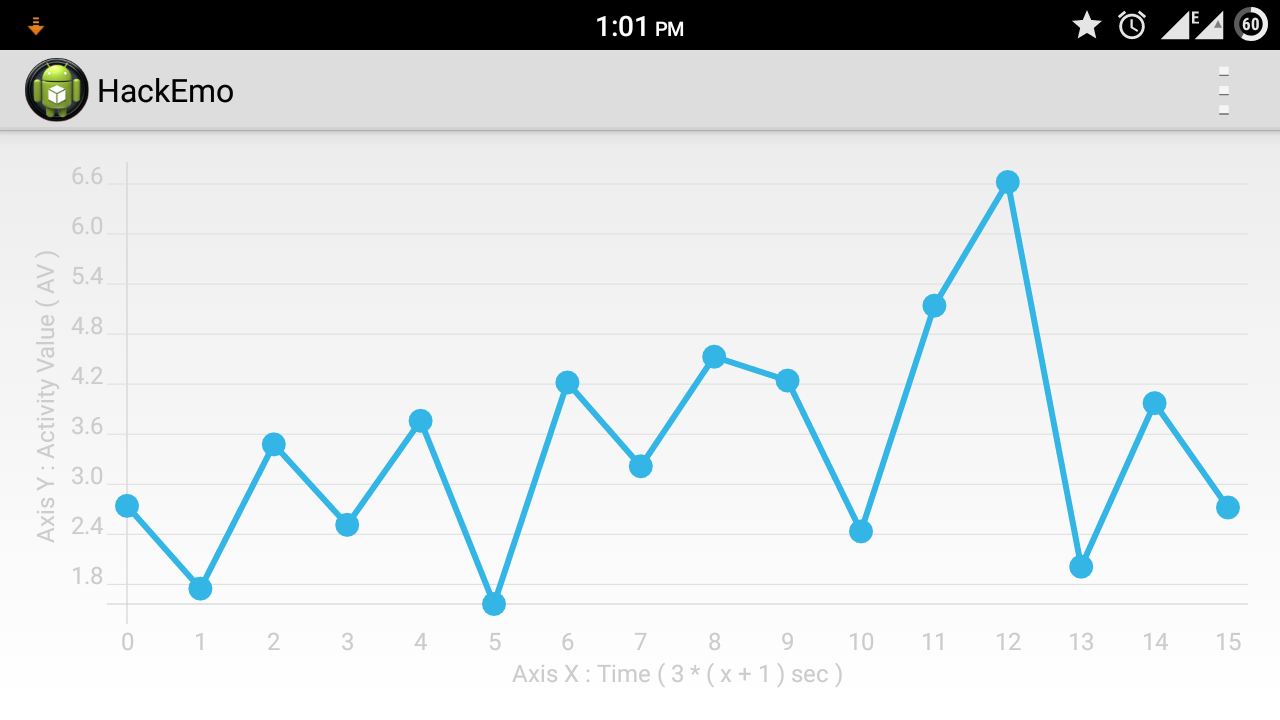 1:01 PM
E
60
HackEmo
6.6
6.0
5.4
4.8
4.2
3.6
3.0
2.4
1.8
Axis Y : Activity Value ( AV )
0 1 2 3 4 5 6 7 8 9 10 11 12 13 14 15
Axis X : Time ( 3 * ( x + 1 ) sec )